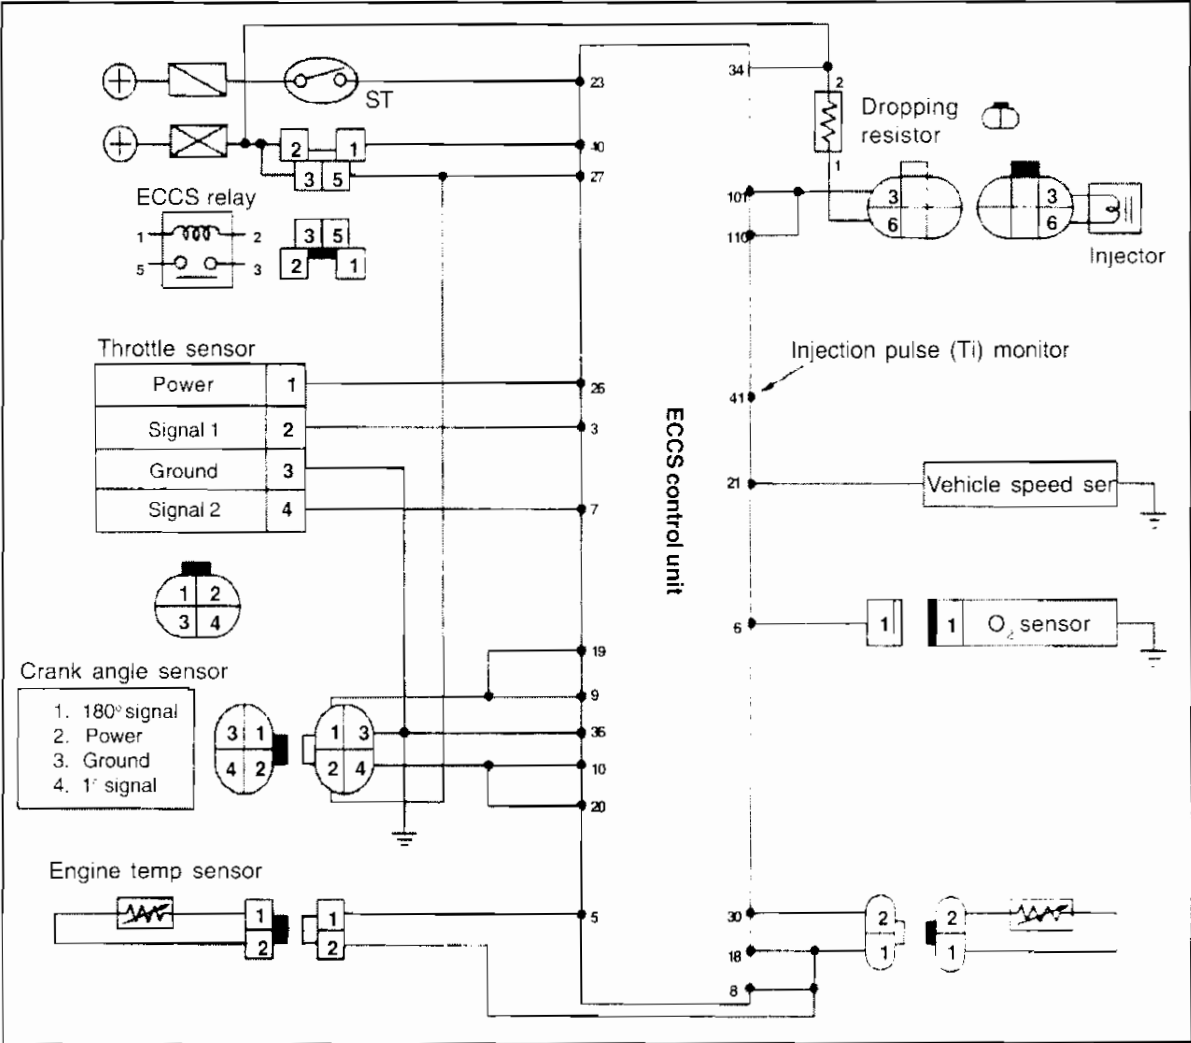 23
ST
2 1
40
3 5
27
ECCS relay
1 2
5 3
3 5
2 1
34
2
Dropping
resistor
1
101
3
6
110
3
6
Injector
Throttle sensor
Power 1
26
Signal 1 2
3
Ground 3
Signal 2 4
7
1 2
3 4
ECCS control unit
Injection pulse (Ti) monitor
41
21
Vehicle speed ser
6
1
1 O2 sensor
19
Crank angle sensor
1. 180° signal
2. Power
3. Ground
4. 1° signal
3 1
4 2
1 3
2 4
9
36
10
20
Engine temp sensor
1
2
1
2
5
30
18
8
2
1
2
1